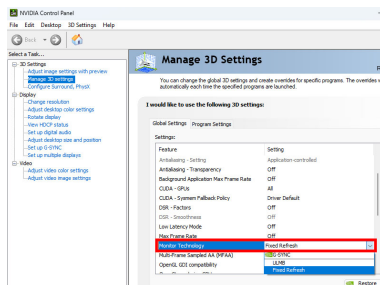 NVIDIA Control Panel
File Edit Desktop 3D Settings Help
Back
Select a Task...
3D Settings
Adjust image settings with preview
Manage 3D settings
Configure Surround, PhysX
Display
Change resolution
Adjust desktop color settings
Rotate display
View HDCP status
Set up digital audio
Adjust desktop size and position
Set up G-SYNC
Set up multiple displays
Video
Adjust video color settings
Adjust video image settings
Manage 3D Settings
You can change the global 3D settings and create overrides for specific programs. The overrides
automatically each time the specified programs are launched.
I would like to use the following 3D settings:
Global Settings Program Settings
Settings:
Feature Setting
Antialiasing - Setting Application-controlled
Antialiasing - Transparency Off
Background Application Max Frame Rate Off
CUDA - GPUs All
CUDA - Sysmem Fallback Policy Driver Default
DSR - Factors Off
DSR - Smoothness Off
Low Latency Mode Off
Max Frame Rate Off
Monitor Technology Fixed Refresh
Multi-Frame Sampled AA (MFAA) G-SYNC
OpenGL GDI compatibility ULMB
Fixed Refresh
Restore